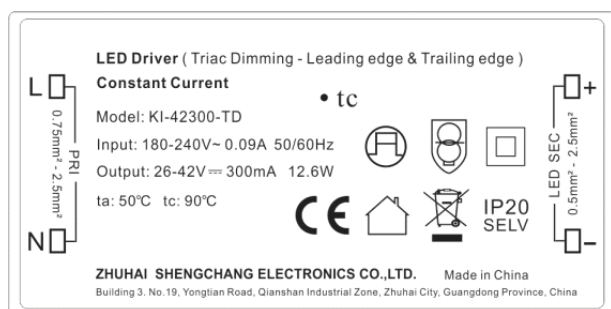 LED Driver ( Triac Dimming - Leading edge & Trailing edge )
Constant Current
• tc
Model: KI-42300-TD
Input: 180-240V~ 0.09A 50/60Hz
Output: 26-42V⎓ 300mA 12.6W
ta: 50℃ tc: 90℃
L
N
PRI
0.75mm² - 2.5mm²
+
−
LED SEC
0.5mm² - 2.5mm²
CE
IP20
SELV
ZHUHAI SHENGCHANG ELECTRONICS CO.,LTD. Made in China
Building 3. No.19, Yongtian Road, Qianshan Industrial Zone, Zhuhai City, Guangdong Province, China